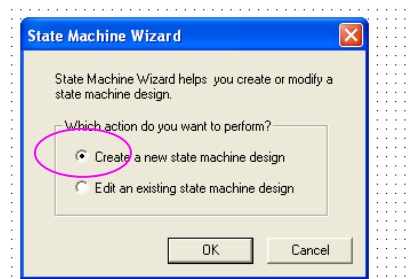 State Machine Wizard
State Machine Wizard helps you create or modify a
state machine design.
Which action do you want to perform?
Create a new state machine design
Edit an existing state machine design
OK Cancel